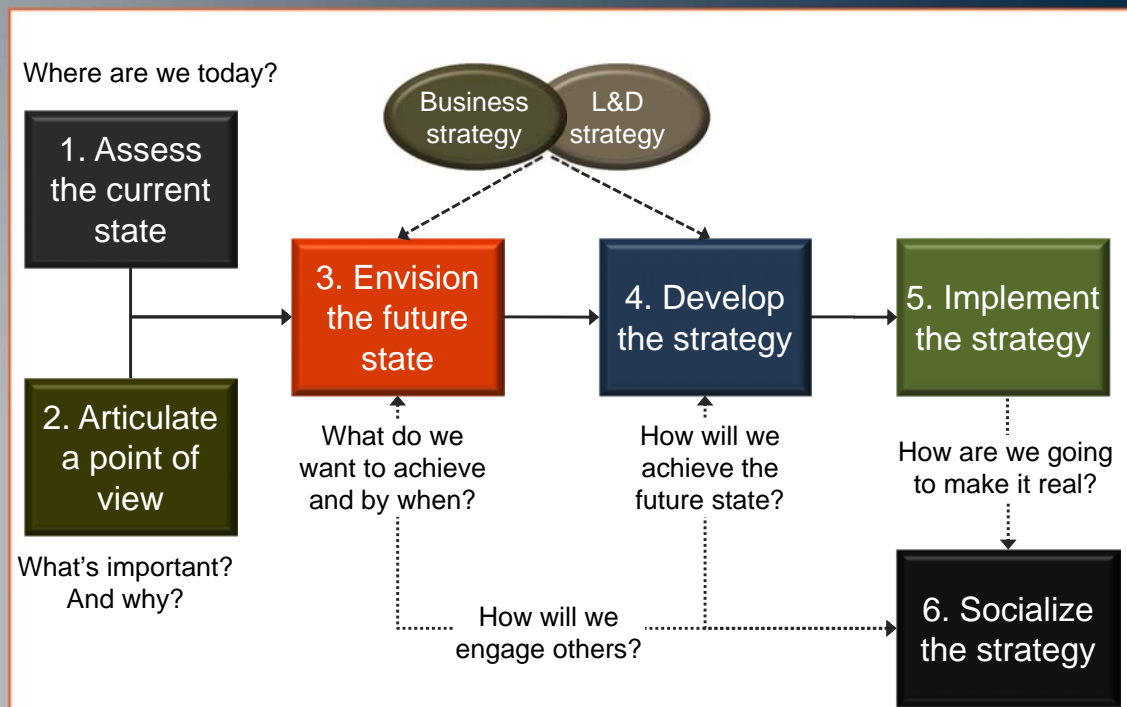 Where are we today?
Business
strategy
L&D
strategy
1. Assess
the current
state
3. Envision
the future
state
4. Develop
the strategy
5. Implement
the strategy
2. Articulate
a point of
view
What do we
want to achieve
and by when?
How will we
achieve the
future state?
How are we going
to make it real?
What's important?
And why?
How will we
engage others?
6. Socialize
the strategy